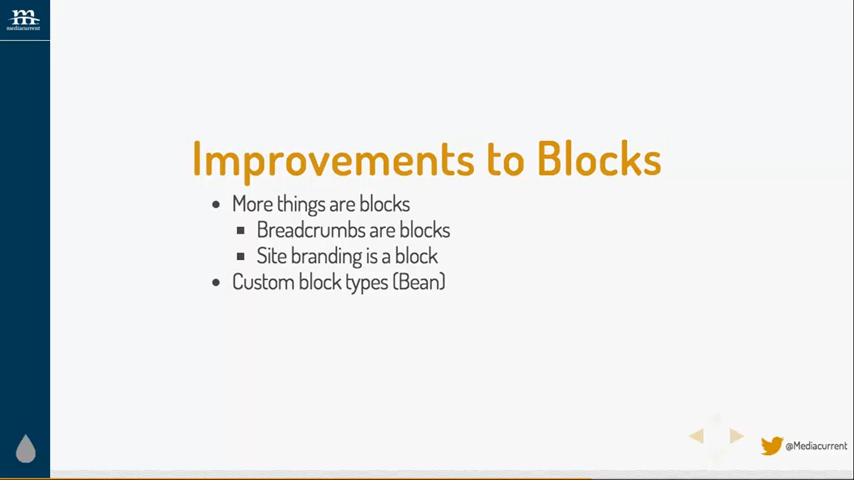 m
mediacurrent
Improvements to Blocks
More things are blocks
Breadcrumbs are blocks
Site branding is a block
Custom block types (Bean)
@Mediacurrent